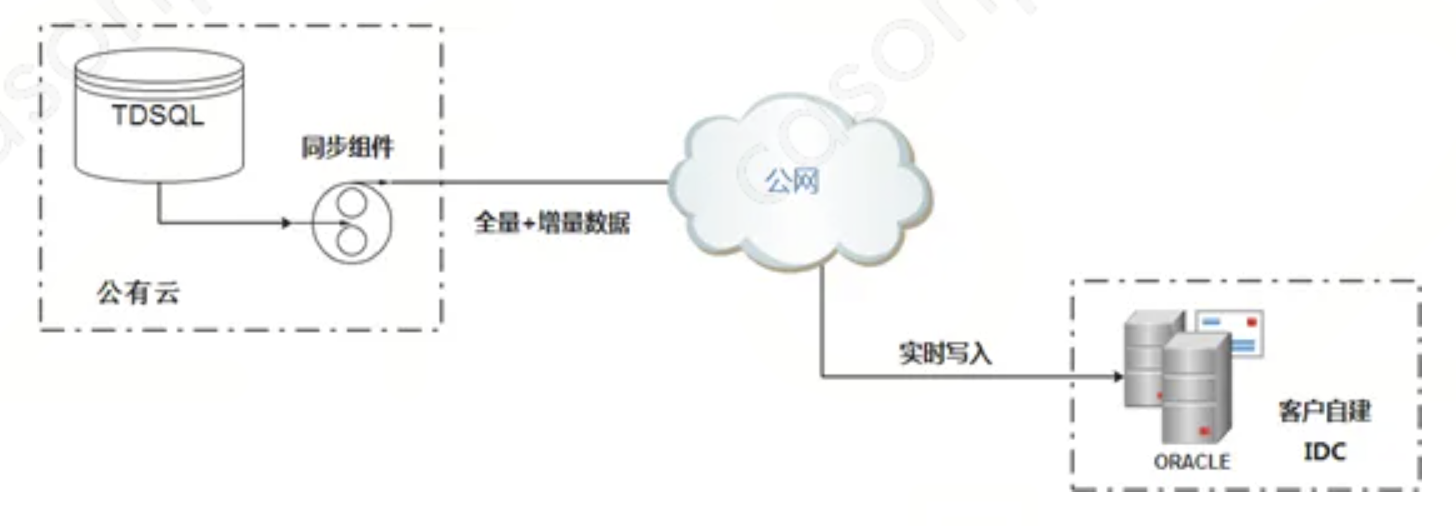 TDSQL
同步组件
公网
全量+增量数据
公有云
实时写入
客户自建
IDC
ORACLE